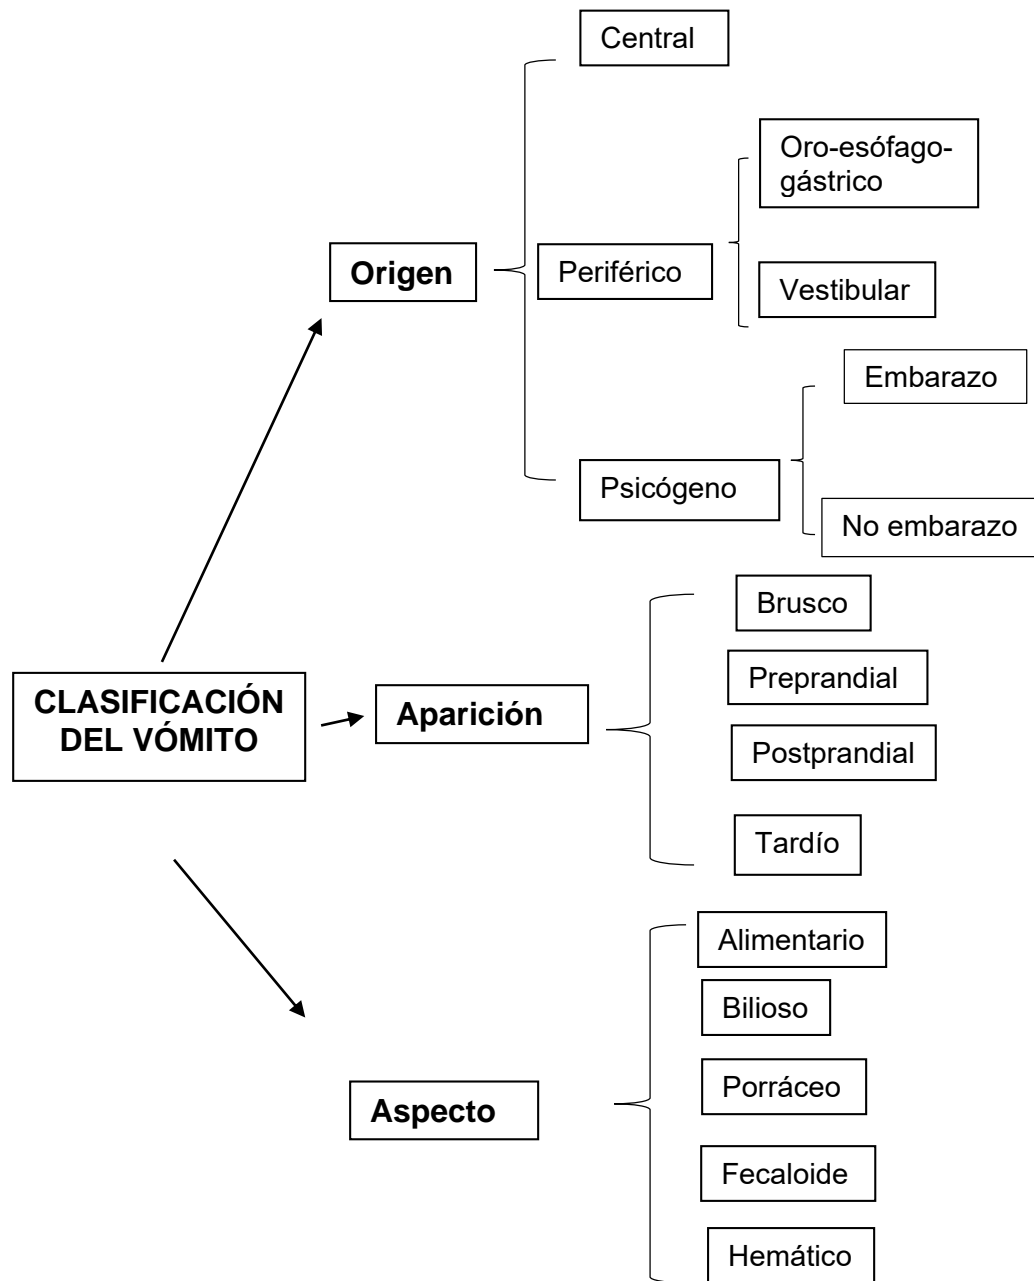 Central
Oro-esófago-
gástrico
Origen
Periférico
Vestibular
Embarazo
Psicógeno
No embarazo
Brusco
CLASIFICACIÓN
DEL VÓMITO
Aparición
Preprandial
Postprandial
Tardío
Alimentario
Bilioso
Aspecto
Porráceo
Fecaloide
Hemático